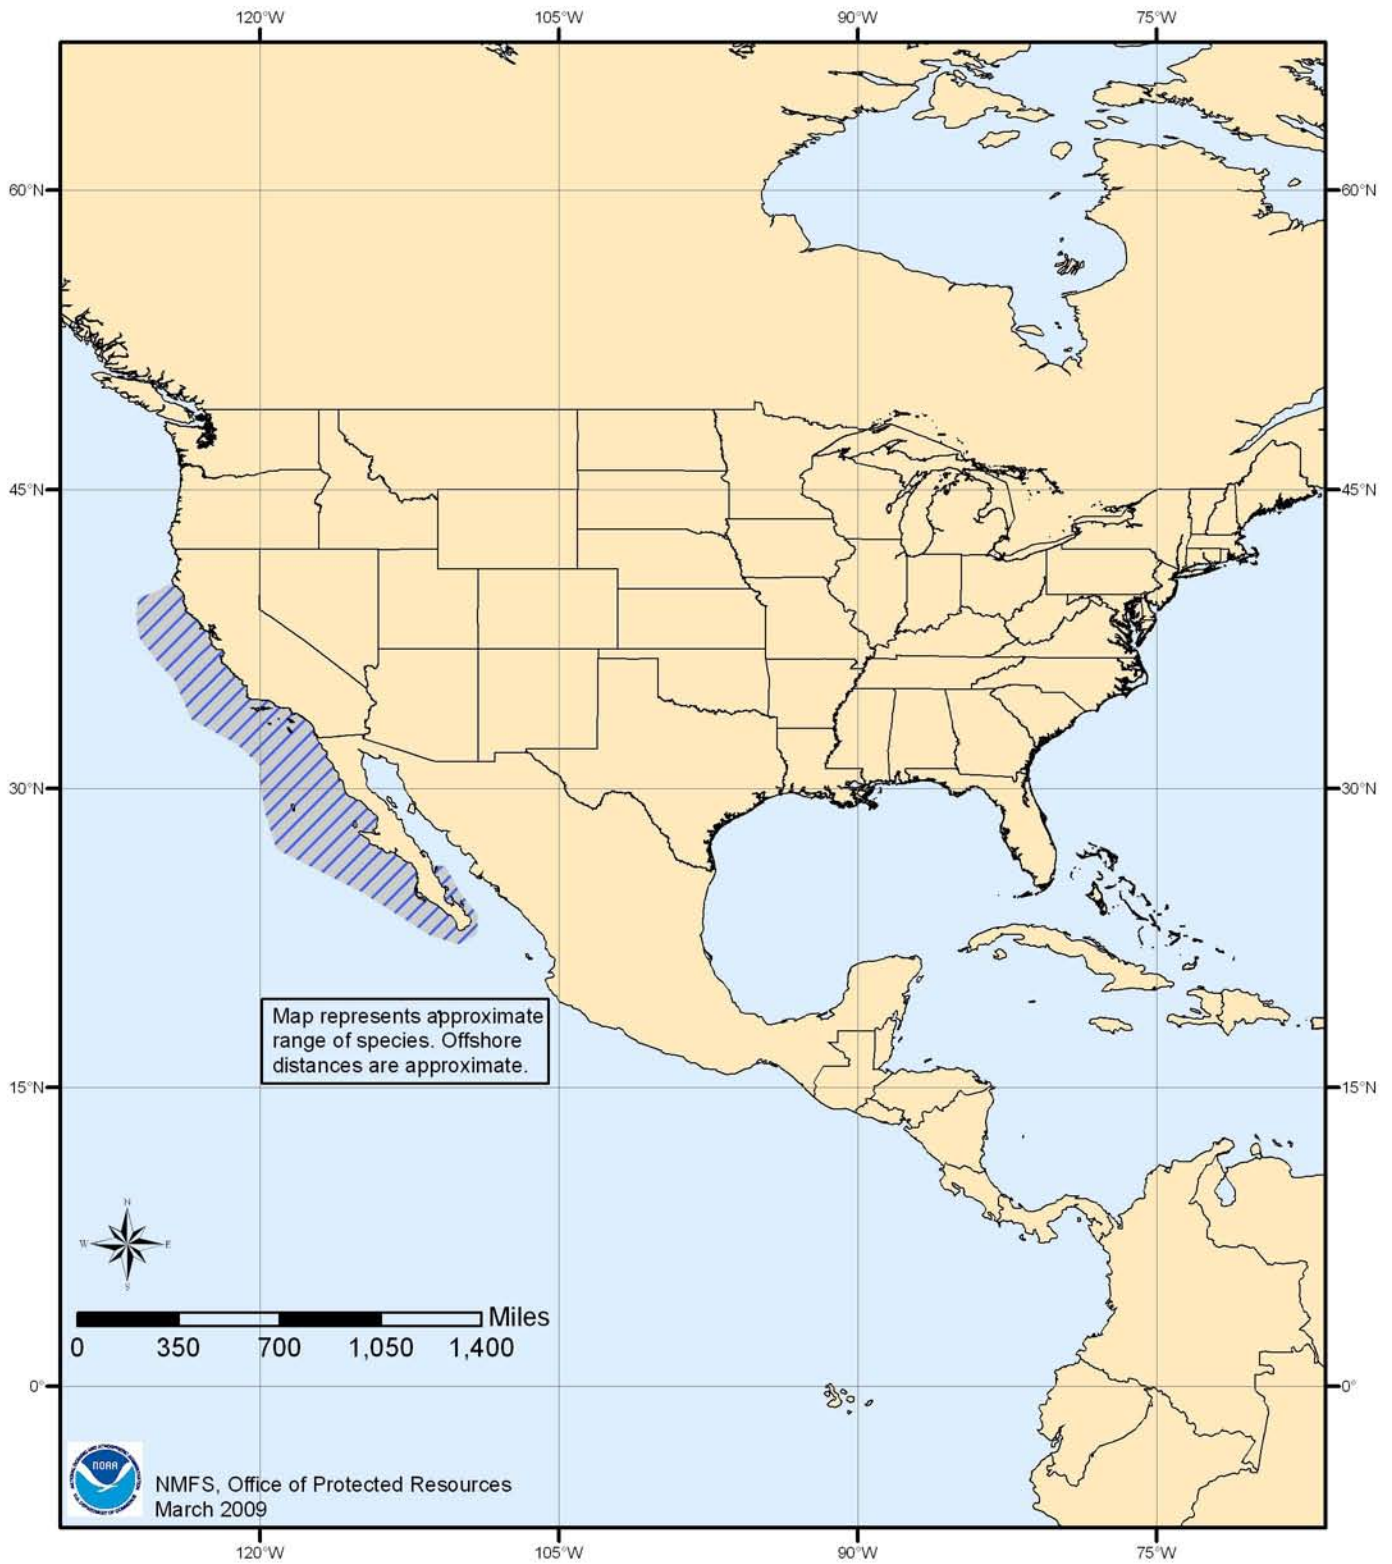 120°W 105°W 90°W 75°W
60°N 60°N
45°N 45°N
30°N 30°N
Map represents approximate
range of species. Offshore
distances are approximate.
15°N 15°N
N
W E
S
Miles
0 350 700 1,050 1,400
0° 0°
NOAA
NMFS, Office of Protected Resources
March 2009
120°W 105°W 90°W 75°W